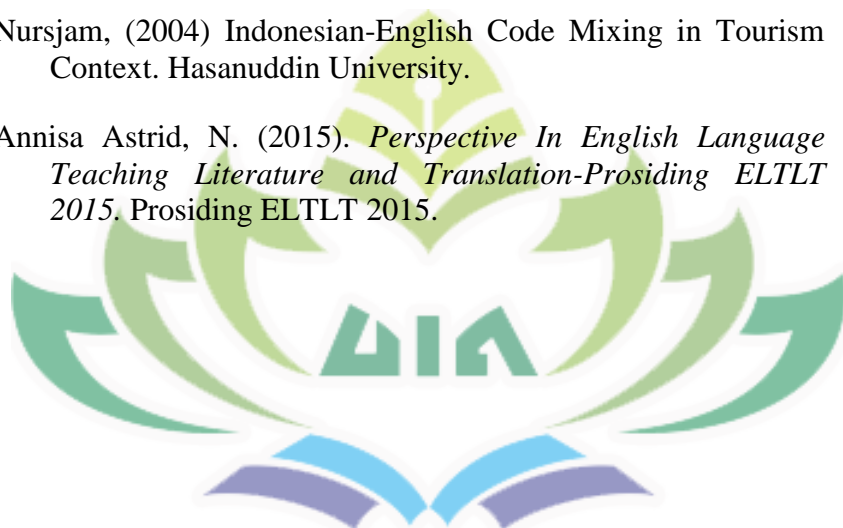 Nursjam, (2004) Indonesian-English Code Mixing in Tourism
Context. Hasanuddin University.
Annisa Astrid, N. (2015). Perspective In English Language
Teaching Literature and Translation-Prosiding ELTLT
2015. Prosiding ELTLT 2015.
UIN